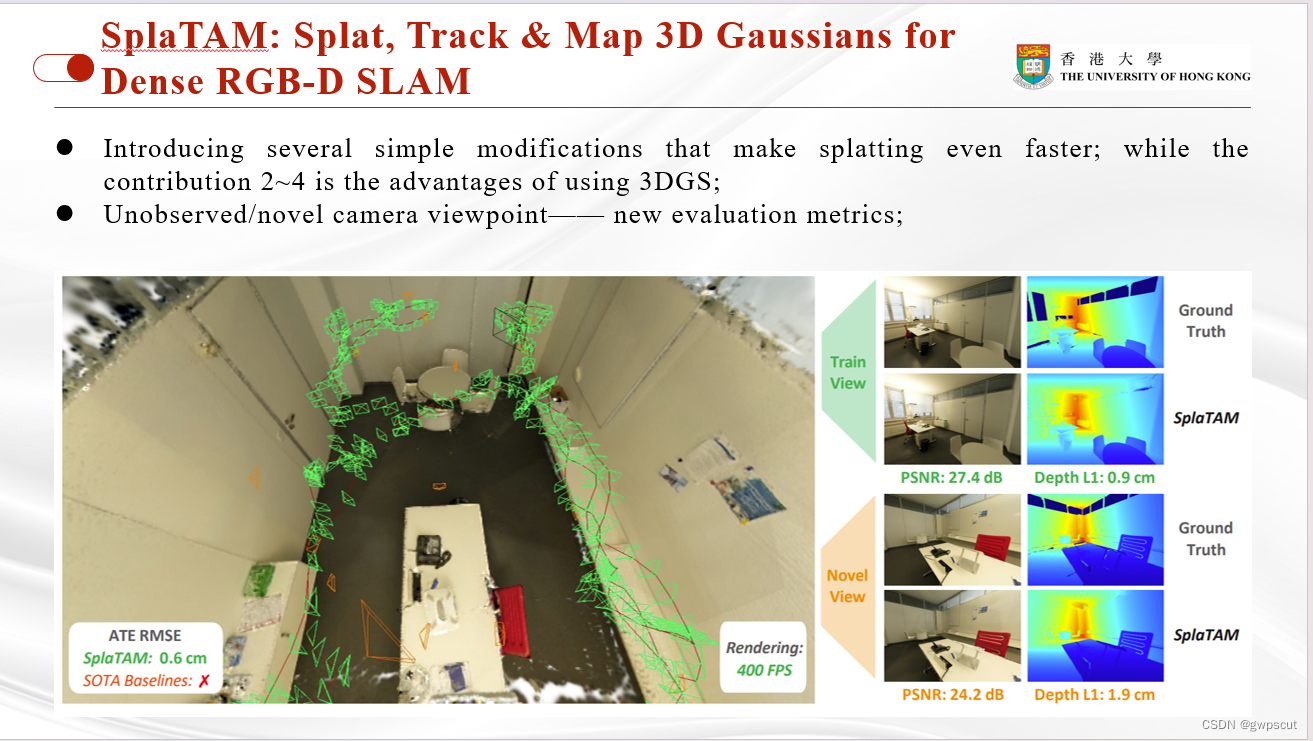 SplaTAM: Splat, Track & Map 3D Gaussians for
Dense RGB-D SLAM
香港大學
THE UNIVERSITY OF HONG KONG
● Introducing several simple modifications that make splatting even faster; while the
contribution 2~4 is the advantages of using 3DGS;
● Unobserved/novel camera viewpoint—— new evaluation metrics;
ATE RMSE
SplaTAM: 0.6 cm
SOTA Baselines: ✗
Rendering:
400 FPS
Train
View
Ground
Truth
SplaTAM
PSNR: 27.4 dB
Depth L1: 0.9 cm
Novel
View
Ground
Truth
SplaTAM
PSNR: 24.2 dB
Depth L1: 1.9 cm
CSDN @gwpscut